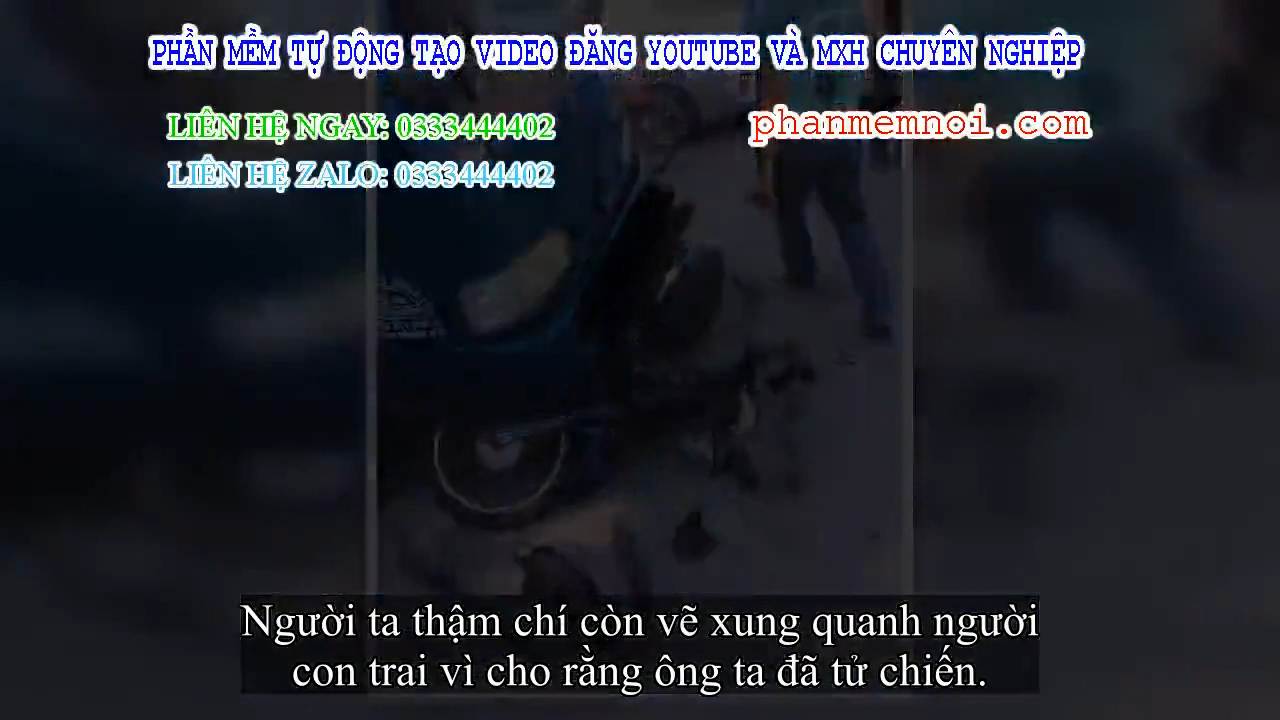 PHẦN MỀM TỰ ĐỘNG TẠO VIDEO ĐĂNG YOUTUBE VÀ MXH CHUYÊN NGHIỆP
LIÊN HỆ NGAY: 0333444402
phanmemnoi.com
LIÊN HỆ ZALO: 0333444402
Người ta thậm chí còn vẽ xung quanh người
con trai vì cho rằng ông ta đã tử chiến.